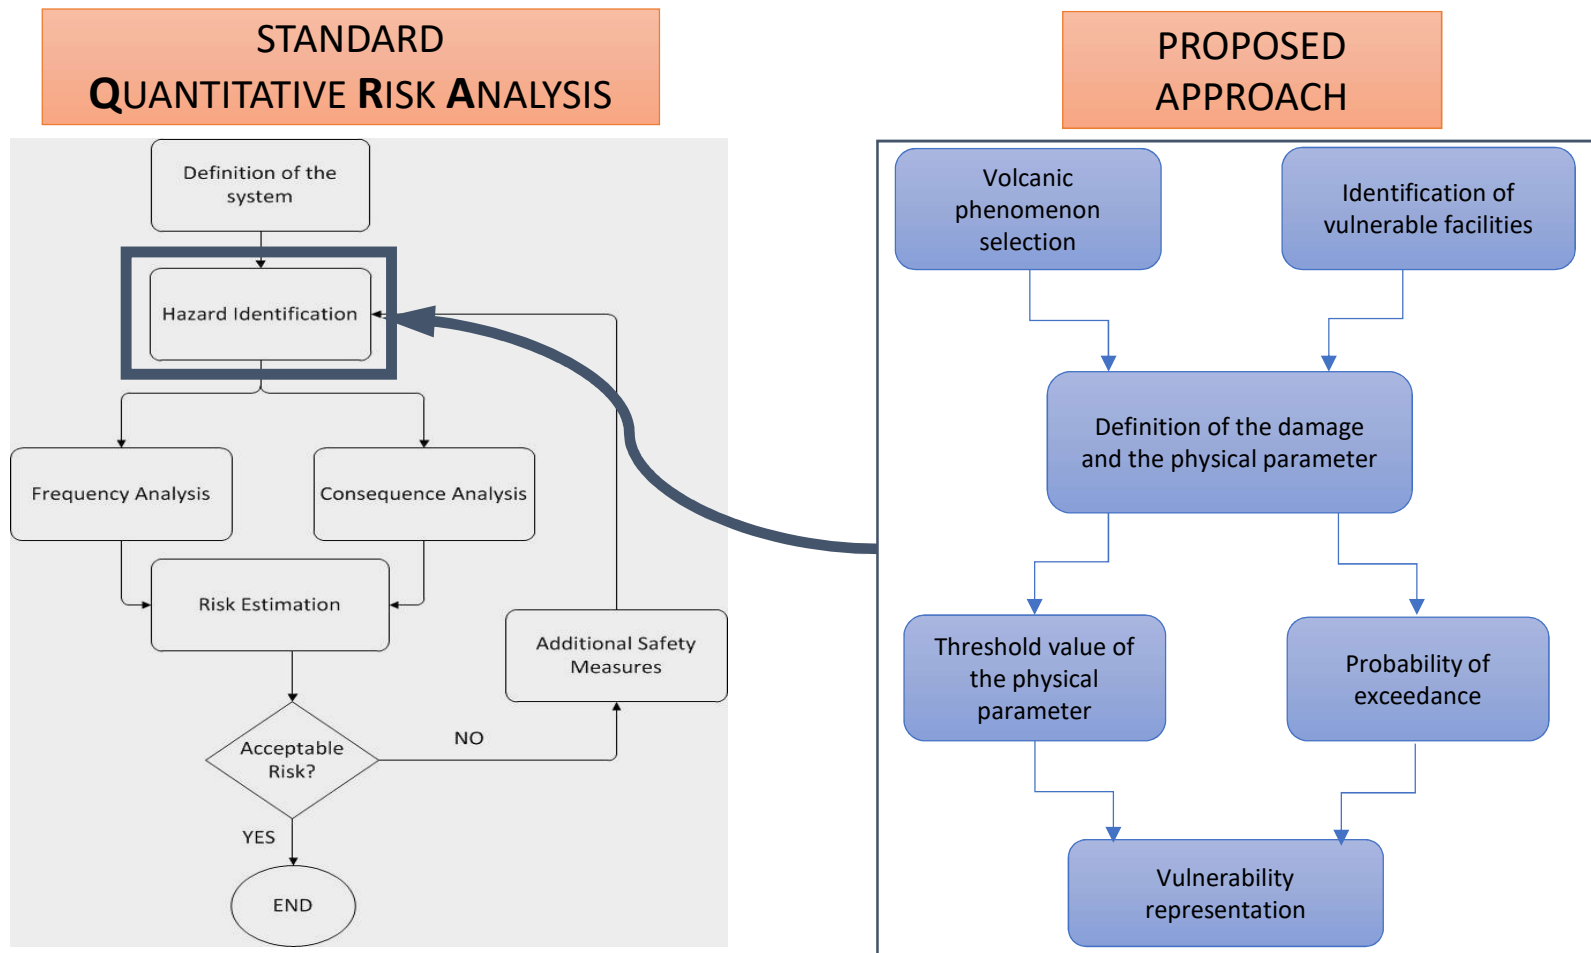 STANDARD
QUANTITATIVE RISK ANALYSIS
Definition of the
system
Hazard Identification
Frequency Analysis
Consequence Analysis
Risk Estimation
Additional Safety
Measures
Acceptable
Risk?
NO
YES
END
PROPOSED
APPROACH
Volcanic
phenomenon
selection
Identification of
vulnerable facilities
Definition of the damage
and the physical parameter
Threshold value of
the physical
parameter
Probability of
exceedance
Vulnerability
representation